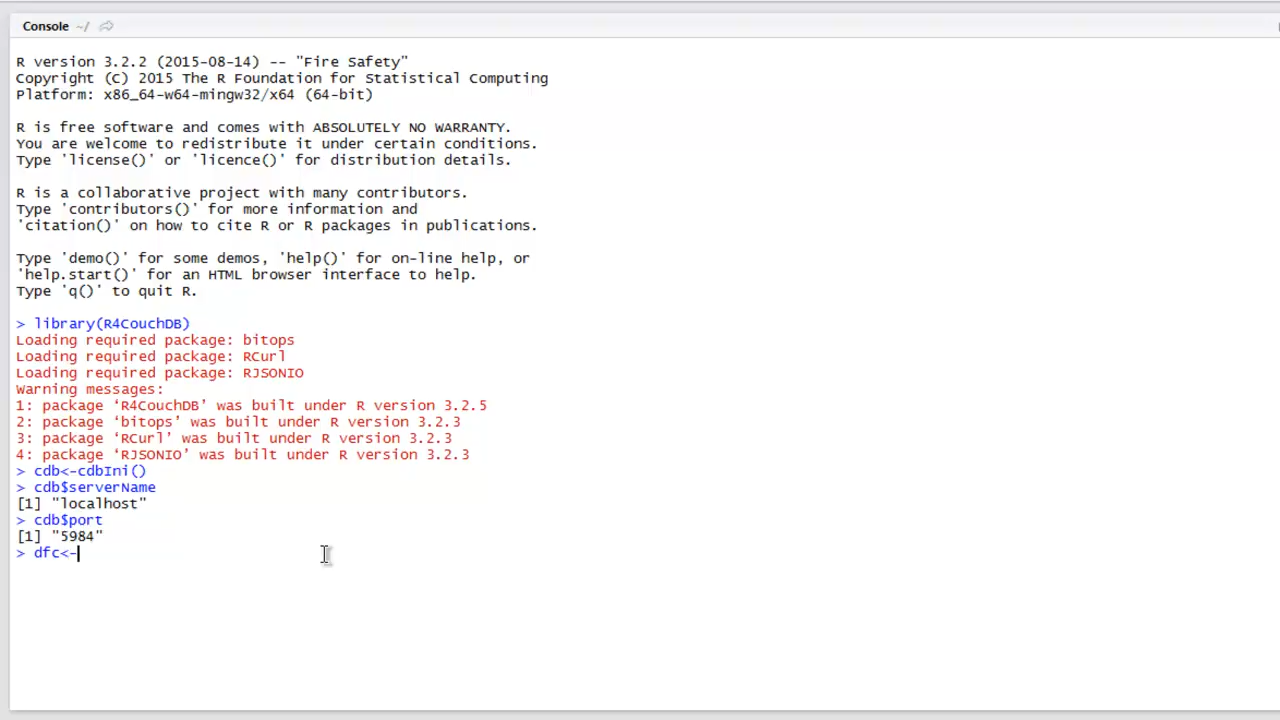 Console ~/
R version 3.2.2 (2015-08-14) -- "Fire Safety"
Copyright (C) 2015 The R Foundation for Statistical Computing
Platform: x86_64-w64-mingw32/x64 (64-bit)
R is free software and comes with ABSOLUTELY NO WARRANTY.
You are welcome to redistribute it under certain conditions.
Type 'license()' or 'licence()' for distribution details.
R is a collaborative project with many contributors.
Type 'contributors()' for more information and
'citation()' on how to cite R or R packages in publications.
Type 'demo()' for some demos, 'help()' for on-line help, or
'help.start()' for an HTML browser interface to help.
Type 'q()' to quit R.
> library(R4CouchDB)
Loading required package: bitops
Loading required package: RCurl
Loading required package: RJSONIO
Warning messages:
1: package ‘R4CouchDB’ was built under R version 3.2.5
2: package ‘bitops’ was built under R version 3.2.3
3: package ‘RCurl’ was built under R version 3.2.3
4: package ‘RJSONIO’ was built under R version 3.2.3
> cdb<-cdbIni()
> cdb$serverName
[1] "localhost"
> cdb$port
[1] "5984"
> dfc<-